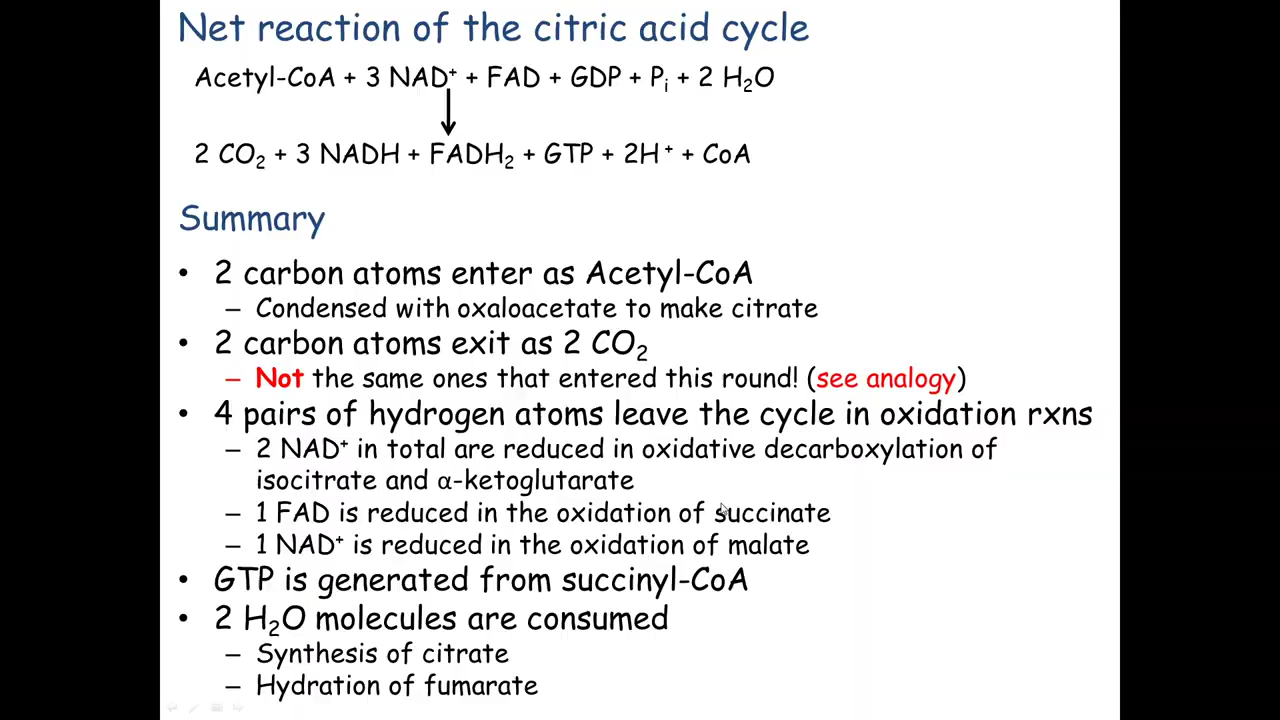 Net reaction of the citric acid cycle
Acetyl-CoA + 3 NAD⁺ + FAD + GDP + Pᵢ + 2 H₂O
2 CO₂ + 3 NADH + FADH₂ + GTP + 2H⁺ + CoA
Summary
• 2 carbon atoms enter as Acetyl-CoA
– Condensed with oxaloacetate to make citrate
• 2 carbon atoms exit as 2 CO₂
– Not the same ones that entered this round! (see analogy)
• 4 pairs of hydrogen atoms leave the cycle in oxidation rxns
– 2 NAD⁺ in total are reduced in oxidative decarboxylation of
isocitrate and α-ketoglutarate
– 1 FAD is reduced in the oxidation of succinate
– 1 NAD⁺ is reduced in the oxidation of malate
• GTP is generated from succinyl-CoA
• 2 H₂O molecules are consumed
– Synthesis of citrate
– Hydration of fumarate